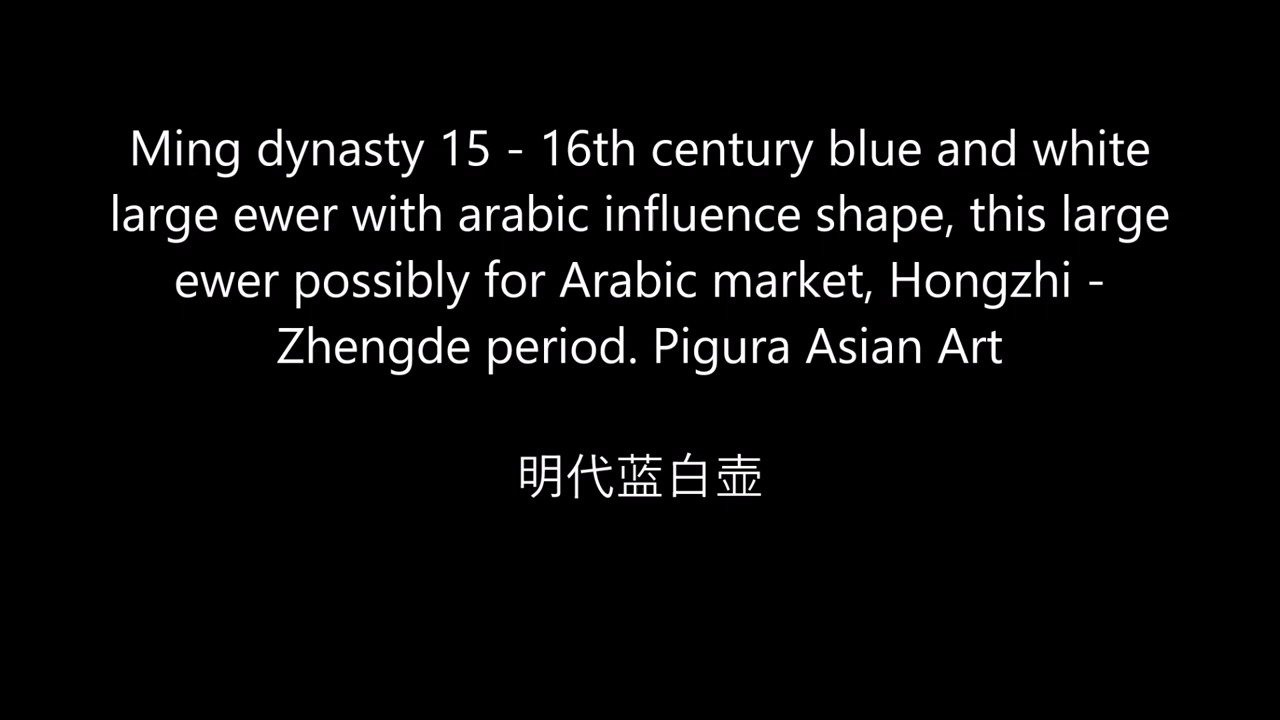 Ming dynasty 15 - 16th century blue and white
large ewer with arabic influence shape, this large
ewer possibly for Arabic market, Hongzhi -
Zhengde period. Pigura Asian Art
明代蓝白壶